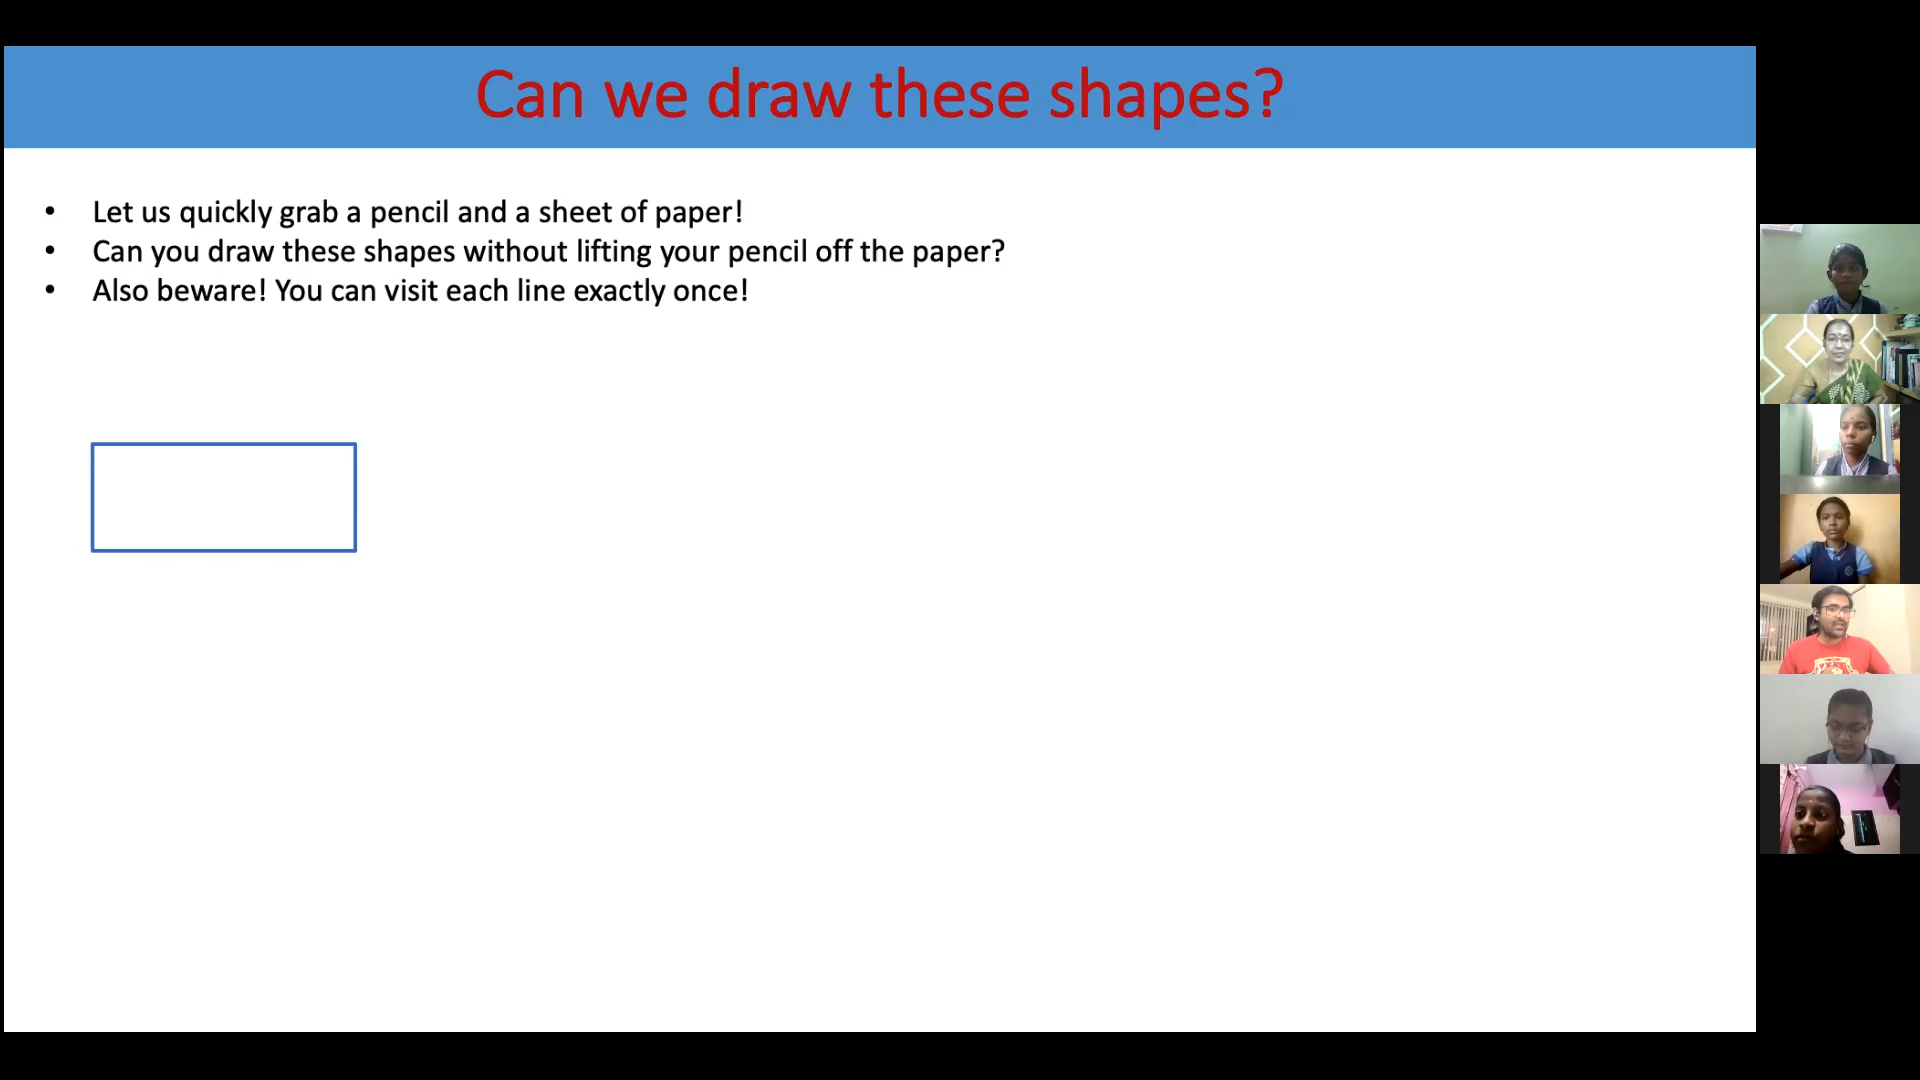 Can we draw these shapes?
• Let us quickly grab a pencil and a sheet of paper!
• Can you draw these shapes without lifting your pencil off the paper?
• Also beware! You can visit each line exactly once!